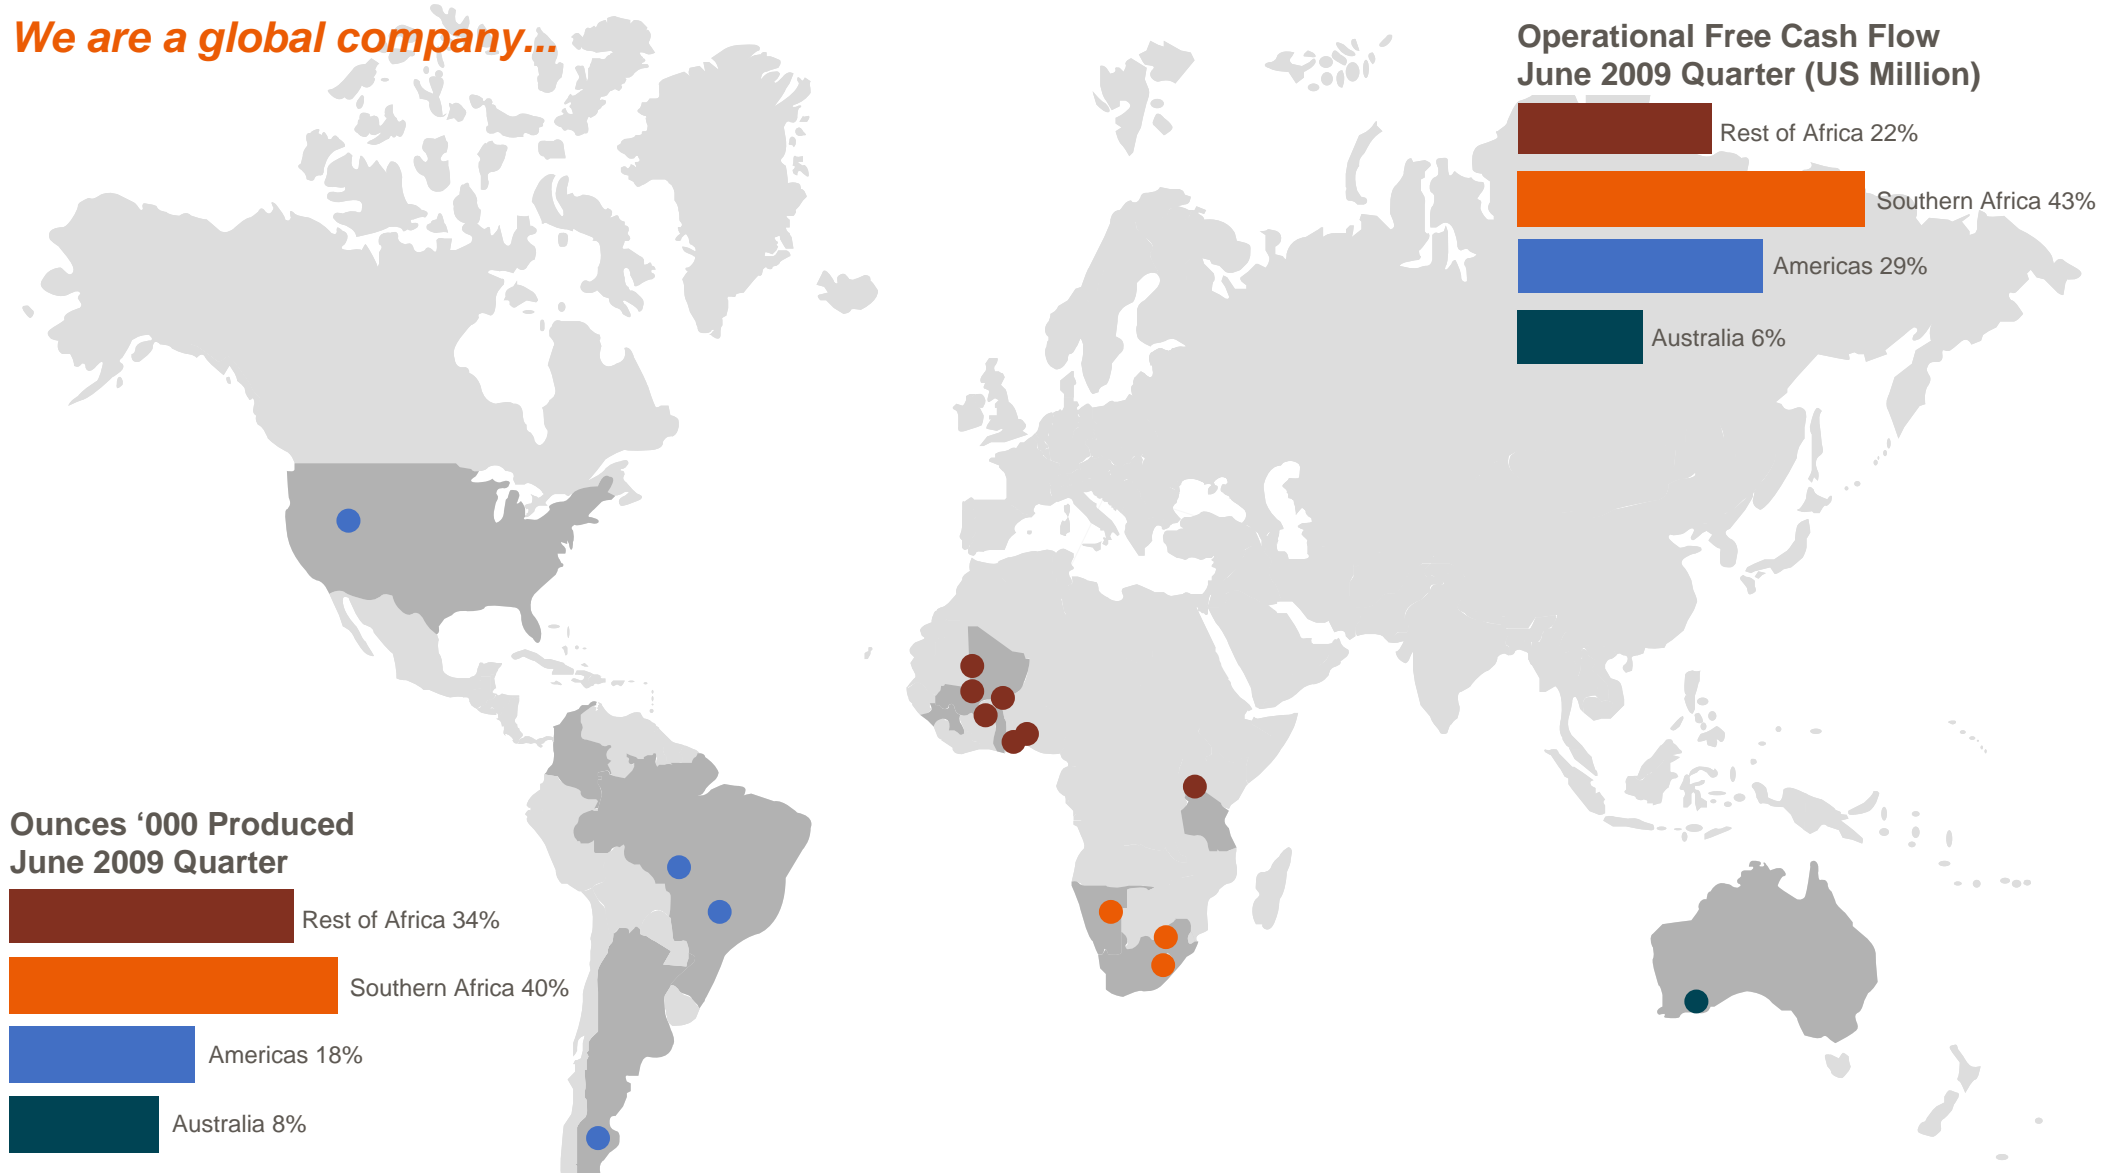 We are a global company...
Operational Free Cash Flow
June 2009 Quarter (US Million)
Rest of Africa 22%
Southern Africa 43%
Americas 29%
Australia 6%
Ounces ‘000 Produced
June 2009 Quarter
Rest of Africa 34%
Southern Africa 40%
Americas 18%
Australia 8%